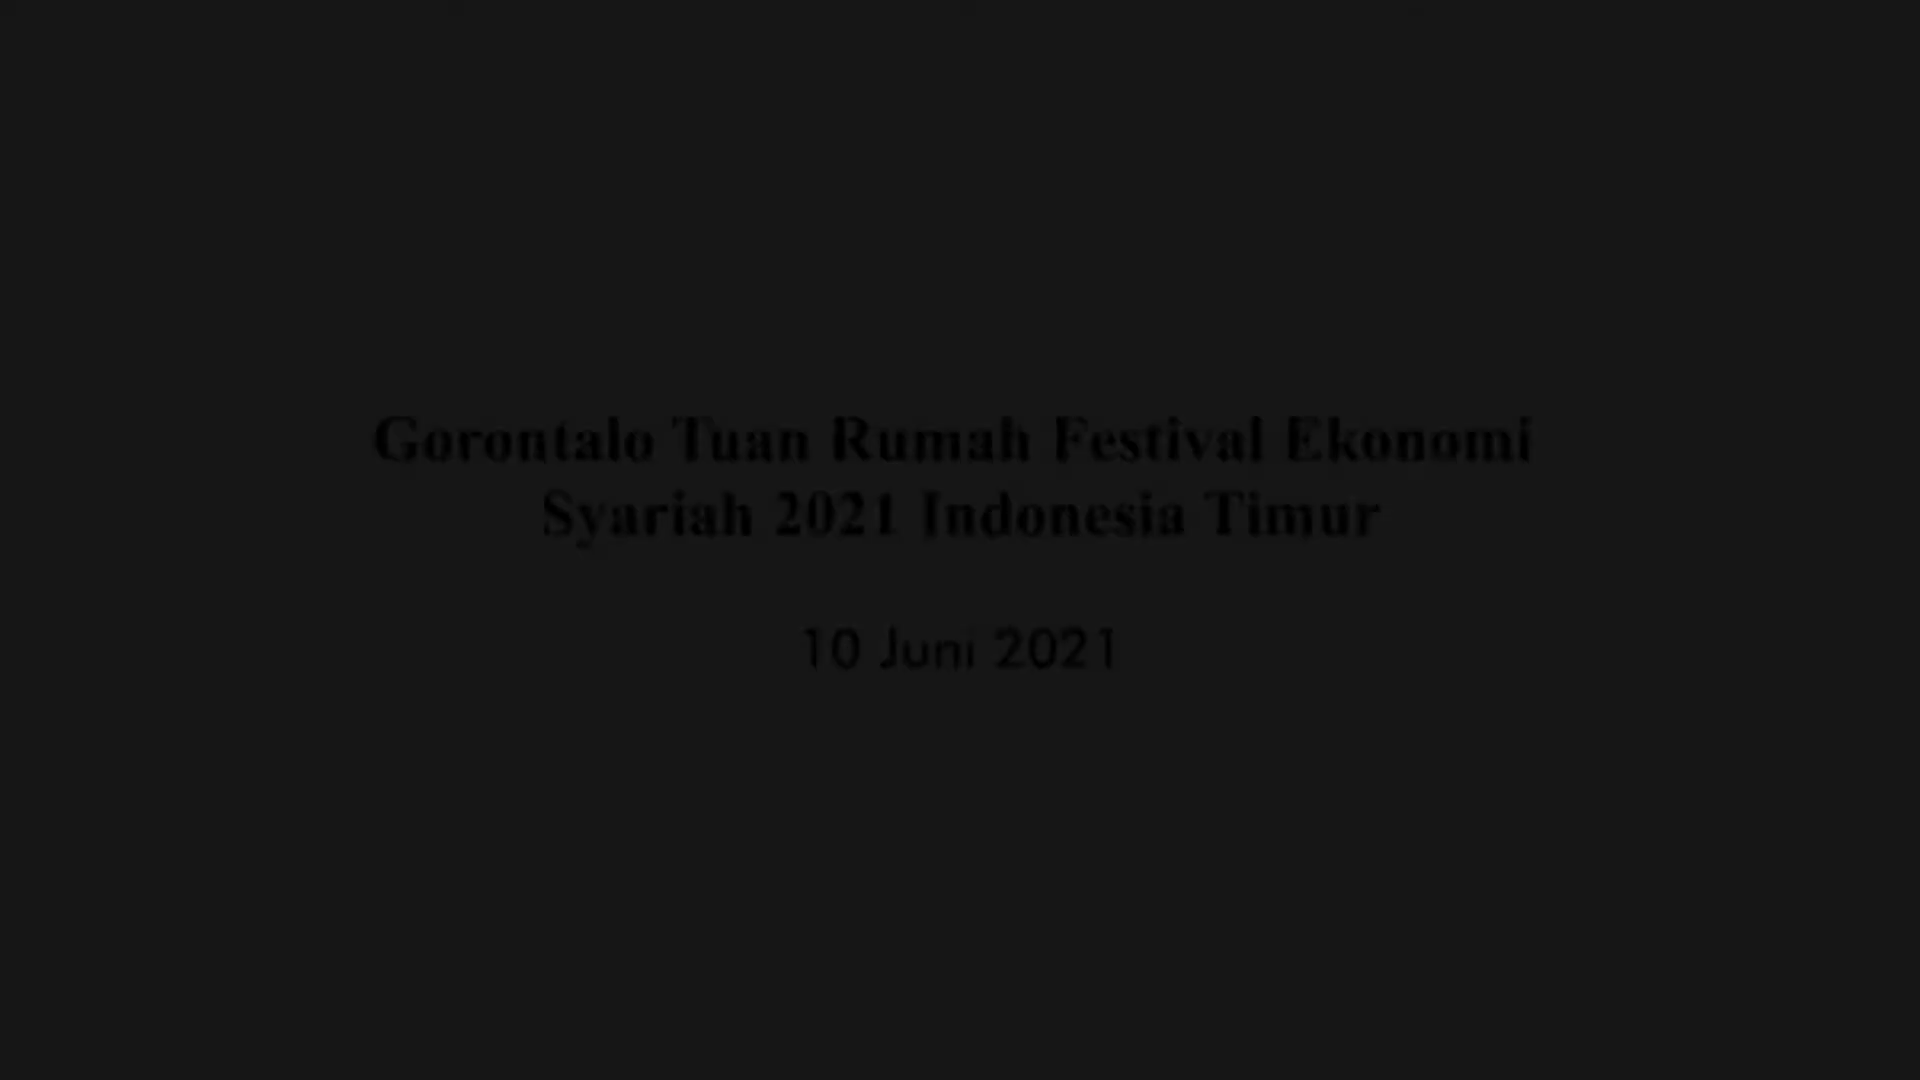 Gorontalo Tuan Rumah Festival Ekonomi
Syariah 2021 Indonesia Timur
10 Juni 2021